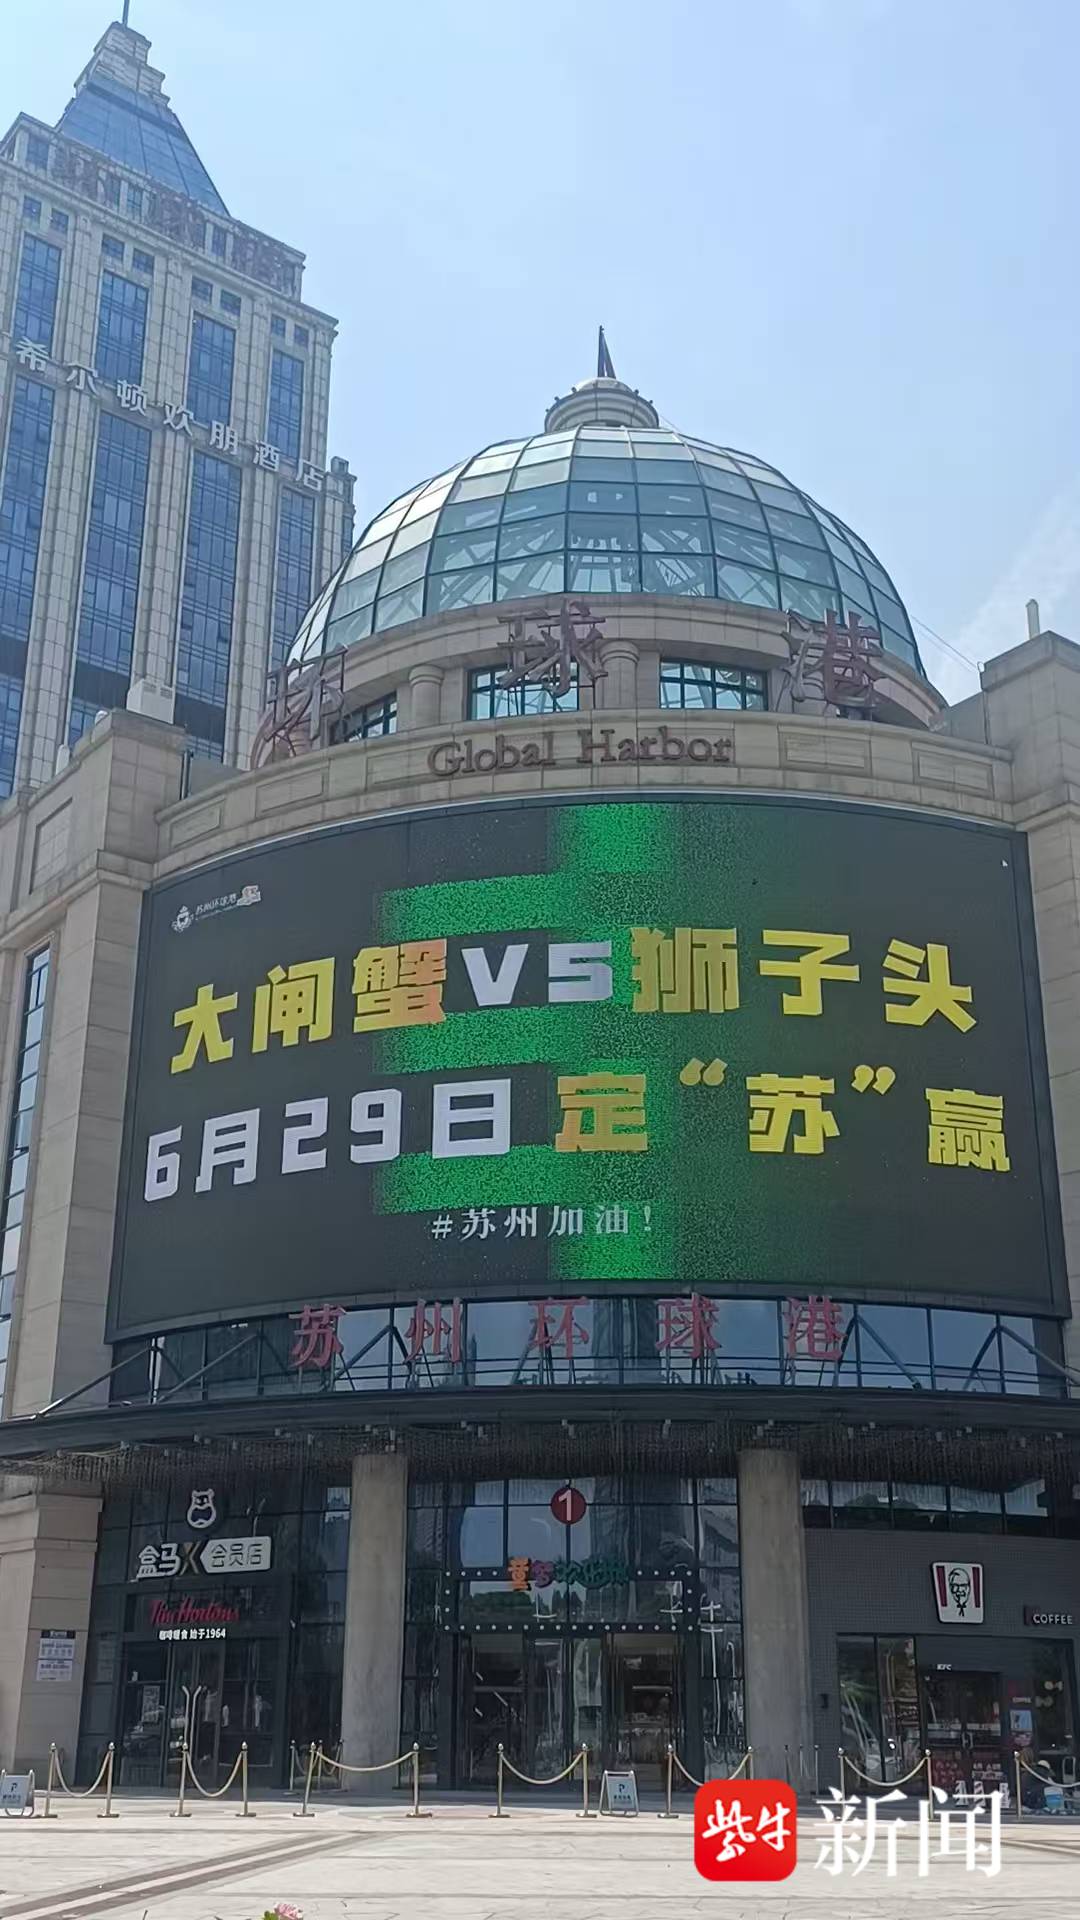 希尔顿欢朋酒店
环球港
Global Harbor
苏州环球港
大闸蟹VS狮子头
6月29日定“苏”赢
#苏州加油！
苏州环球港
1
盒马X会员店
Tim Hortons
咖啡暖食 始于1964
KFC
COFFEE
紫牛新闻